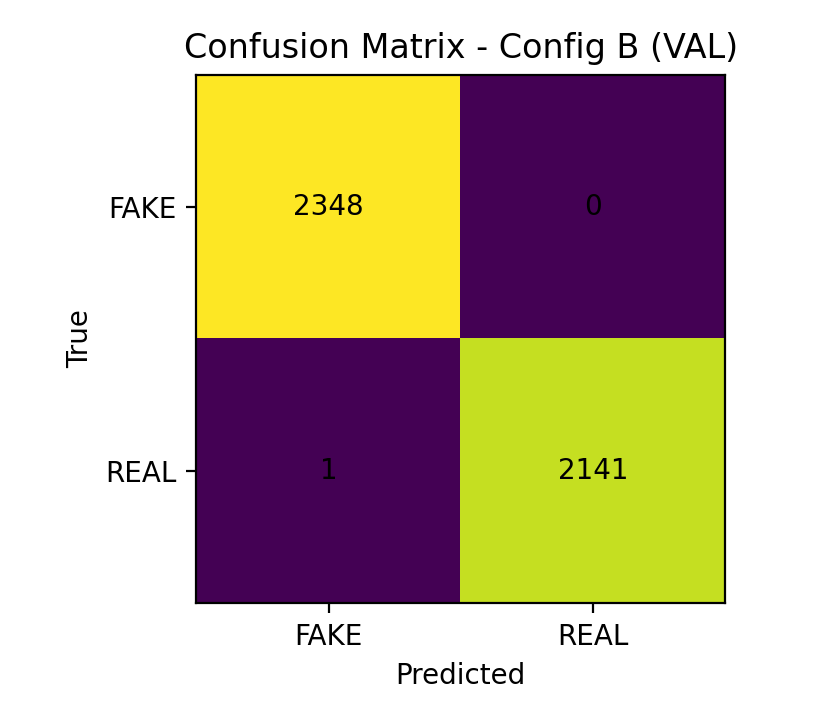 Confusion Matrix - Config B (VAL)
True
FAKE
2348
0
REAL
1
2141
FAKE
REAL
Predicted